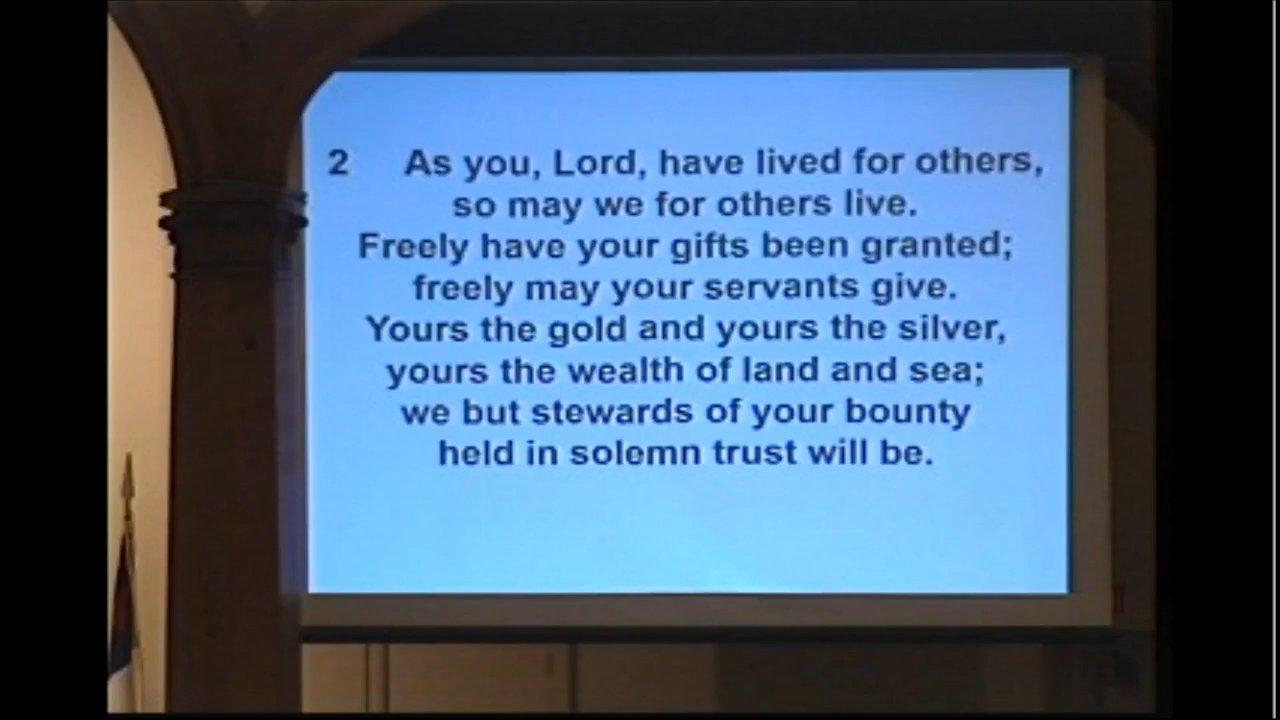 2 As you, Lord, have lived for others,
so may we for others live.
Freely have your gifts been granted;
freely may your servants give.
Yours the gold and yours the silver,
yours the wealth of land and sea;
we but stewards of your bounty
held in solemn trust will be.